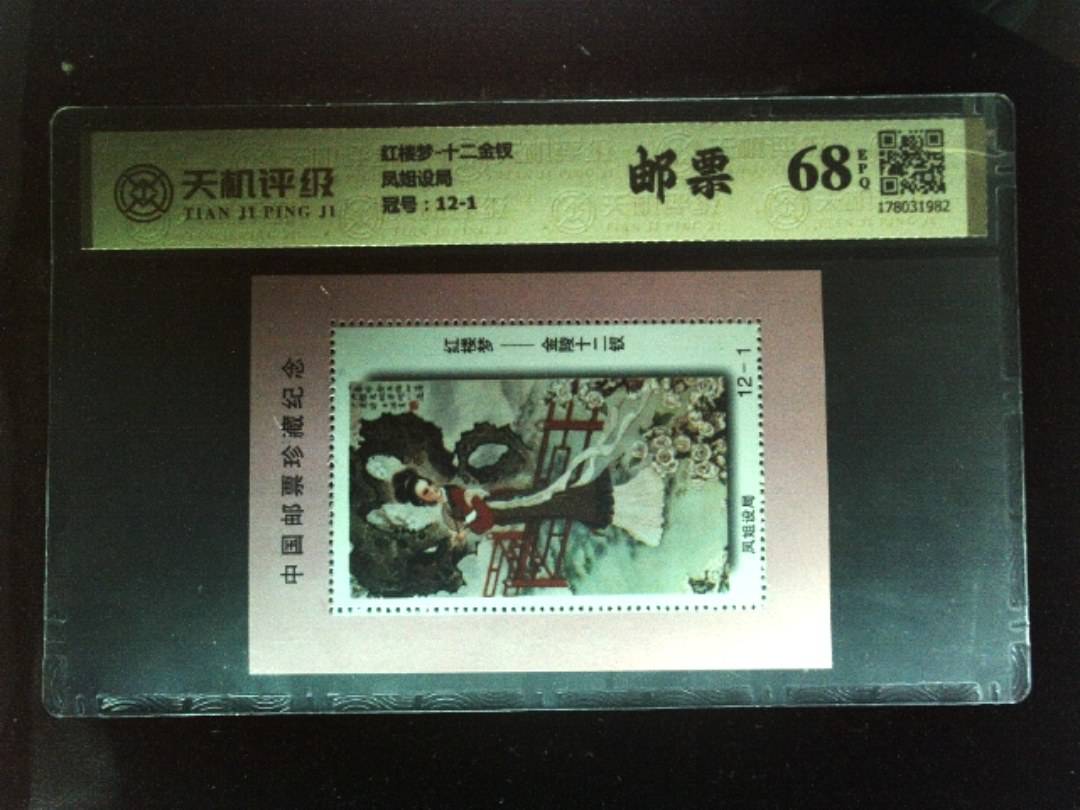 天机评级
TIAN JI PING JI
紅楼梦·十二金钗
凤姐设局
冠号：12-1
邮票
68
EPQ
178031982
中国邮票珍藏纪念
红楼梦——金陵十二钗
12-1
凤姐设局